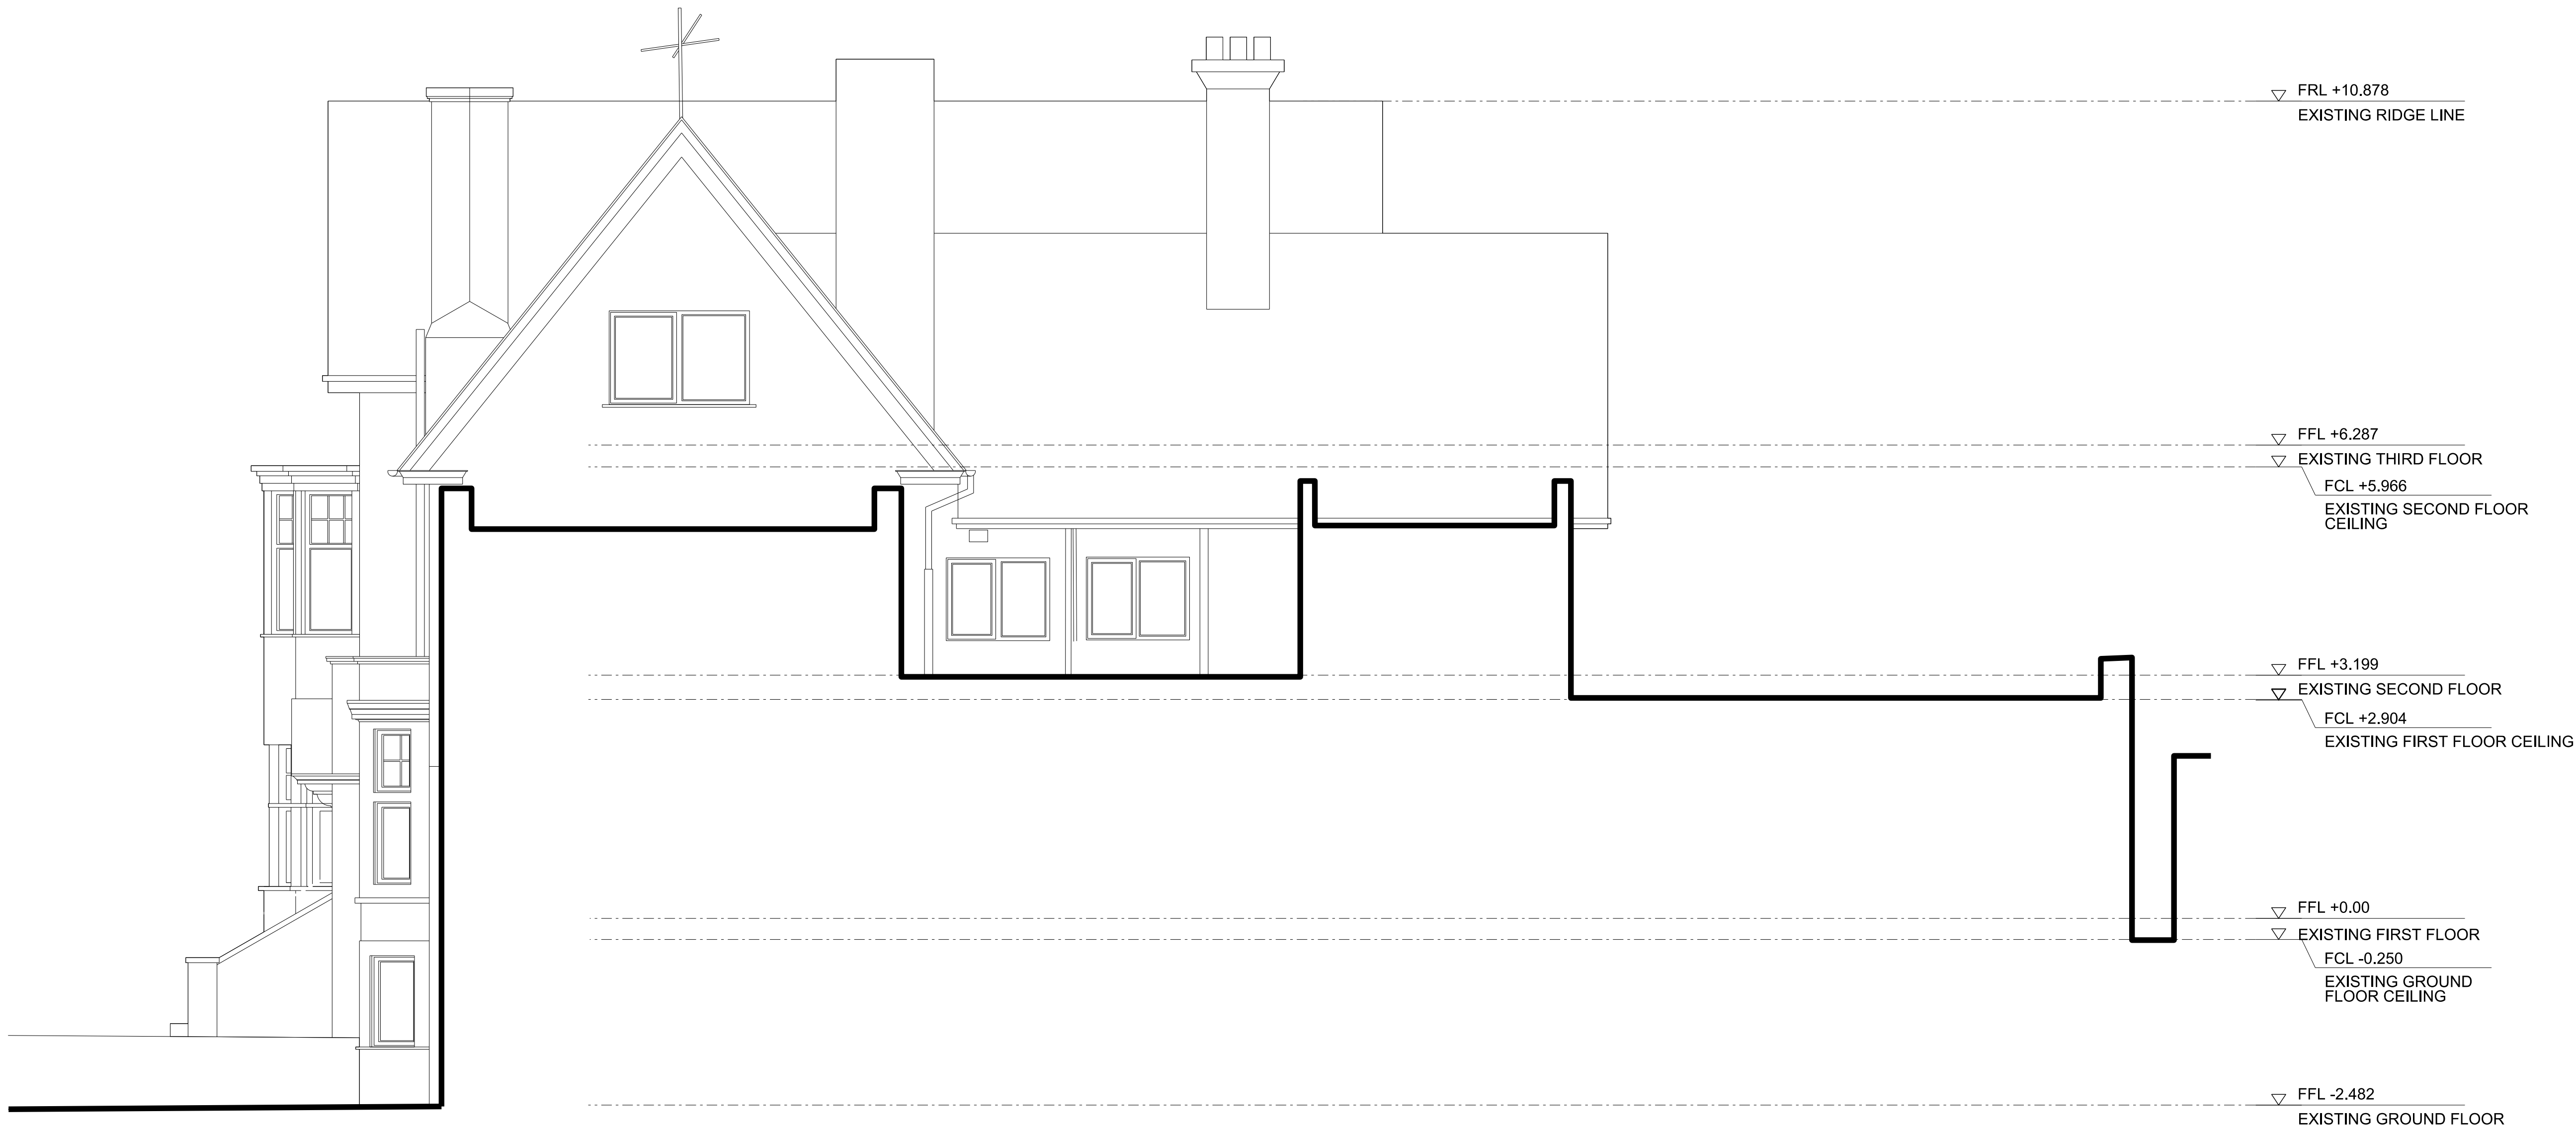 FRL +10.878
EXISTING RIDGE LINE
FFL +6.287
EXISTING THIRD FLOOR
FCL +5.966
EXISTING SECOND FLOOR
CEILING
FFL +3.199
EXISTING SECOND FLOOR
FCL +2.904
EXISTING FIRST FLOOR CEILING
FFL +0.00
EXISTING FIRST FLOOR
FCL -0.250
EXISTING GROUND
FLOOR CEILING
FFL -2.482
EXISTING GROUND FLOOR